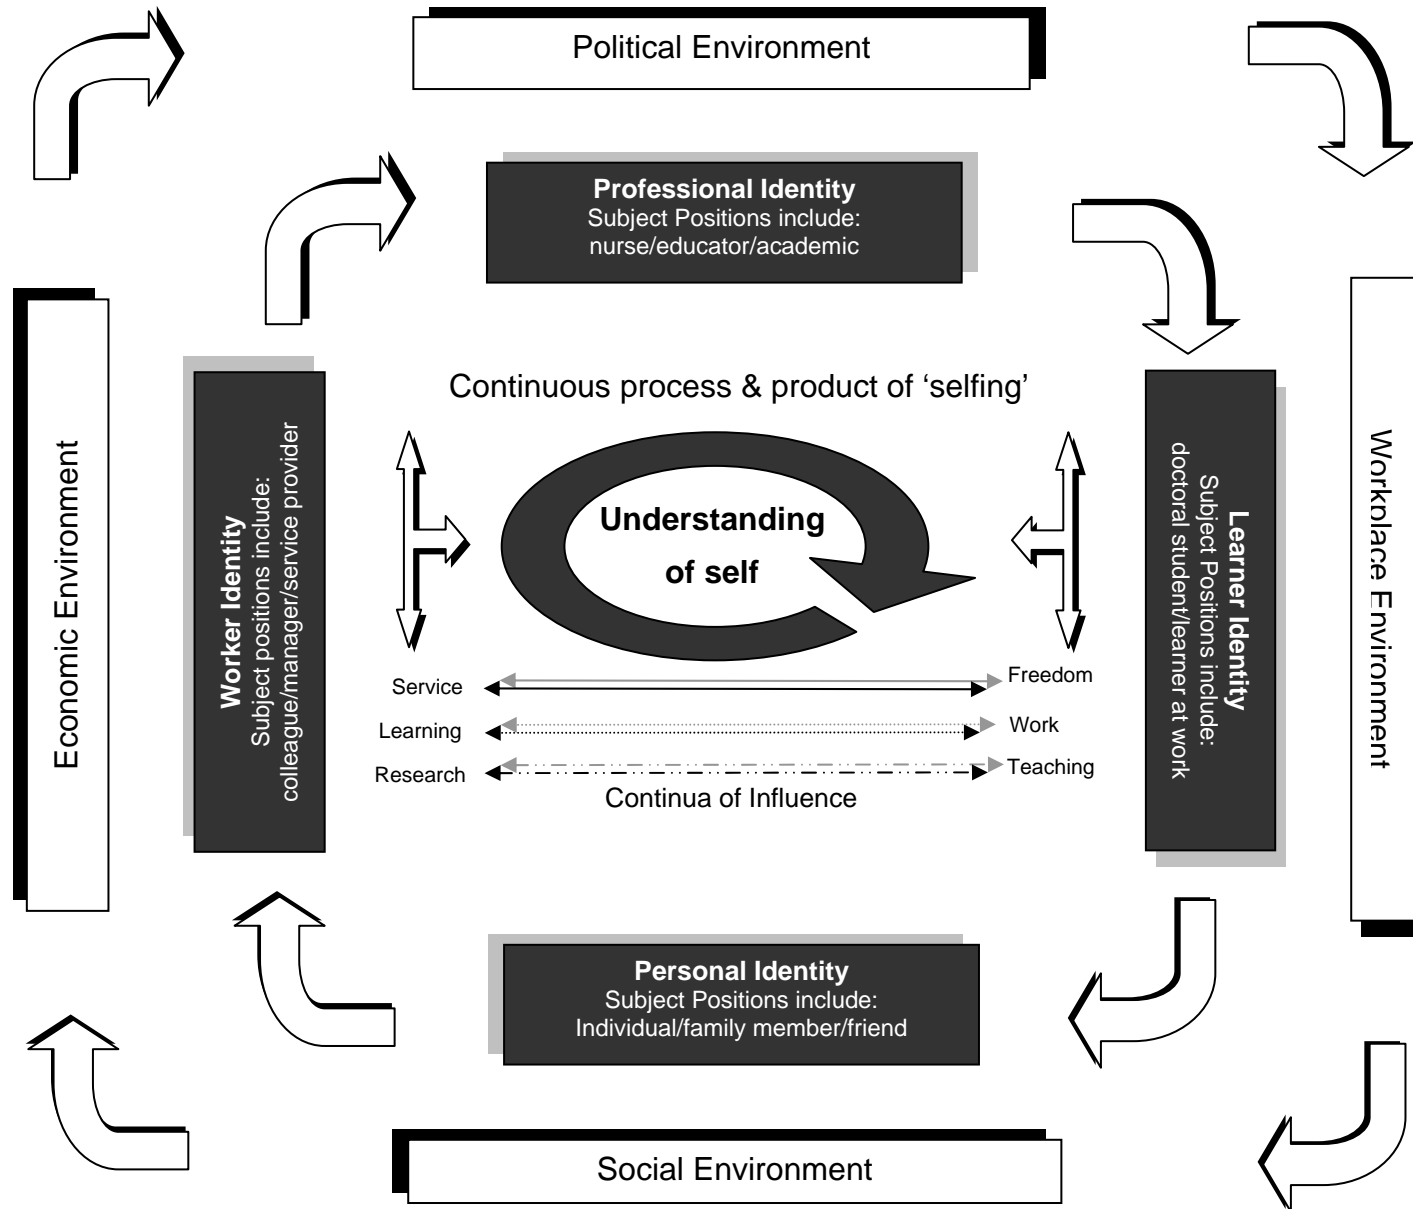 Political Environment
Professional Identity
Subject Positions include:
nurse/educator/academic
Economic Environment
Worker Identity
Subject positions include:
colleague/manager/service provider
Continuous process & product of ‘selfing’
Understanding
of self
Service
Freedom
Learning
Work
Research
Teaching
Continua of Influence
Learner Identity
Subject Positions include:
doctoral student/learner at work
Workplace Environment
Personal Identity
Subject Positions include:
Individual/family member/friend
Social Environment